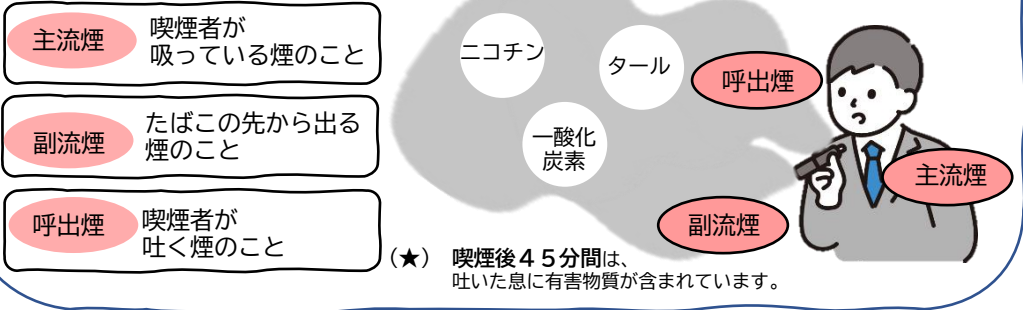 主流煙
喫煙者が
吸っている煙のこと
副流煙
たばこの先から出る
煙のこと
呼出煙
喫煙者が
吐く煙のこと
ニコチン
タール
一酸化
炭素
呼出煙
主流煙
副流煙
(★) 喫煙後４５分間は、
吐いた息に有害物質が含まれています。